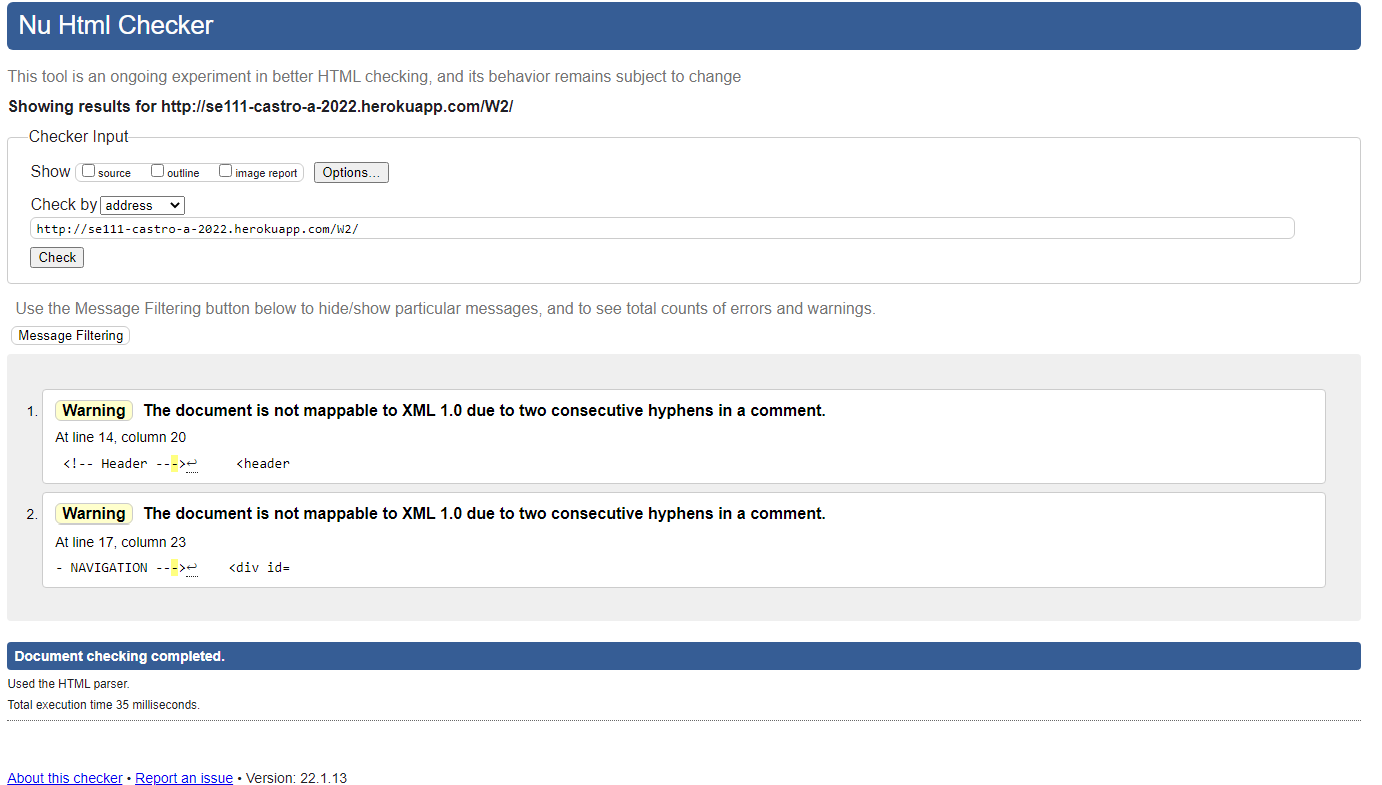 Nu Html Checker
This tool is an ongoing experiment in better HTML checking, and its behavior remains subject to change
Showing results for http://se111-castro-a-2022.herokuapp.com/W2/
Checker Input
Show source outline image report Options...
Check by address
http://se111-castro-a-2022.herokuapp.com/W2/
Check
Use the Message Filtering button below to hide/show particular messages, and to see total counts of errors and warnings.
Message Filtering
1. Warning The document is not mappable to XML 1.0 due to two consecutive hyphens in a comment.
At line 14, column 20
<!-- Header --->↩ <header
2. Warning The document is not mappable to XML 1.0 due to two consecutive hyphens in a comment.
At line 17, column 23
- NAVIGATION --->↩ <div id=
Document checking completed.
Used the HTML parser.
Total execution time 35 milliseconds.
About this checker • Report an issue • Version: 22.1.13